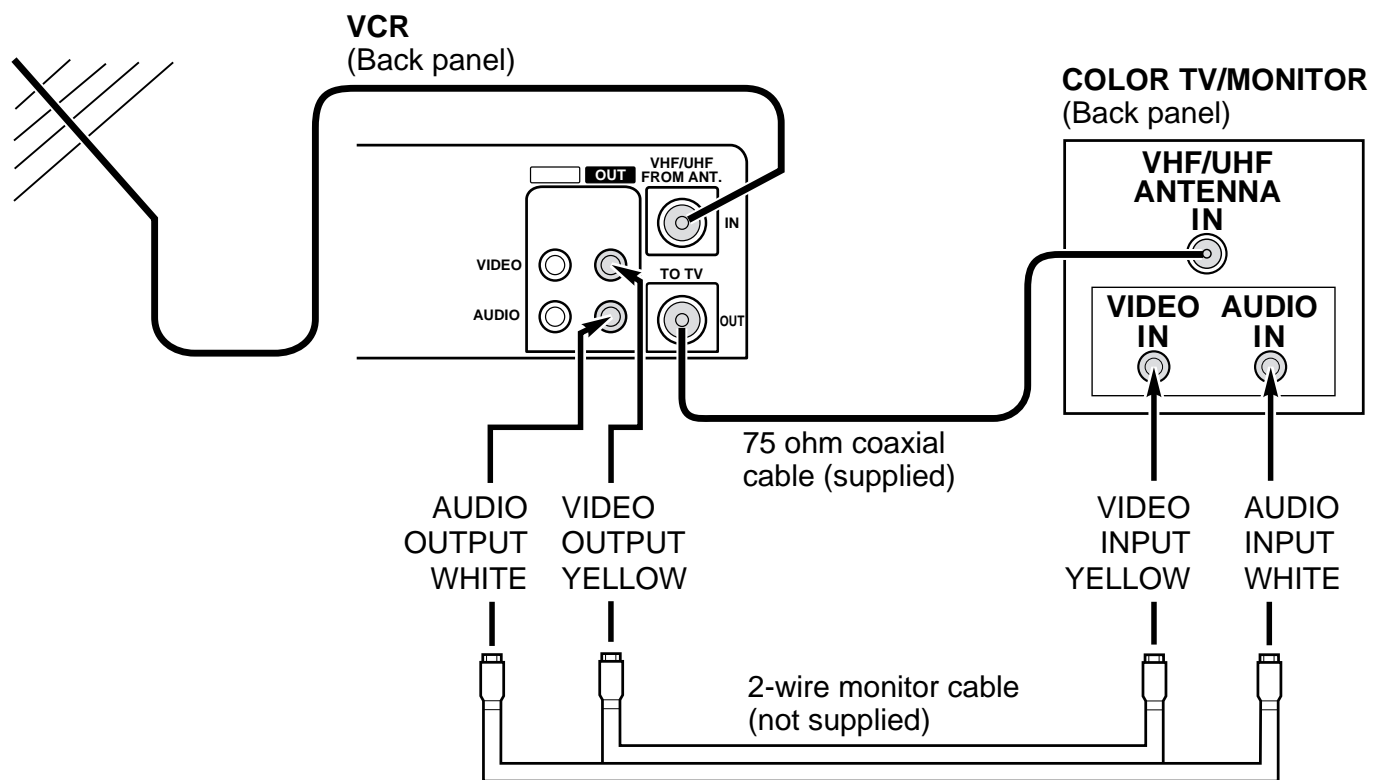 VCR
(Back panel)
COLOR TV/MONITOR
(Back panel)
OUT
VHF/UHF
FROM ANT.
IN
VIDEO
TO TV
AUDIO
OUT
VHF/UHF
ANTENNA
IN
VIDEO
IN
AUDIO
IN
75 ohm coaxial
cable (supplied)
AUDIO
OUTPUT
WHITE
VIDEO
OUTPUT
YELLOW
VIDEO
INPUT
YELLOW
AUDIO
INPUT
WHITE
2-wire monitor cable
(not supplied)